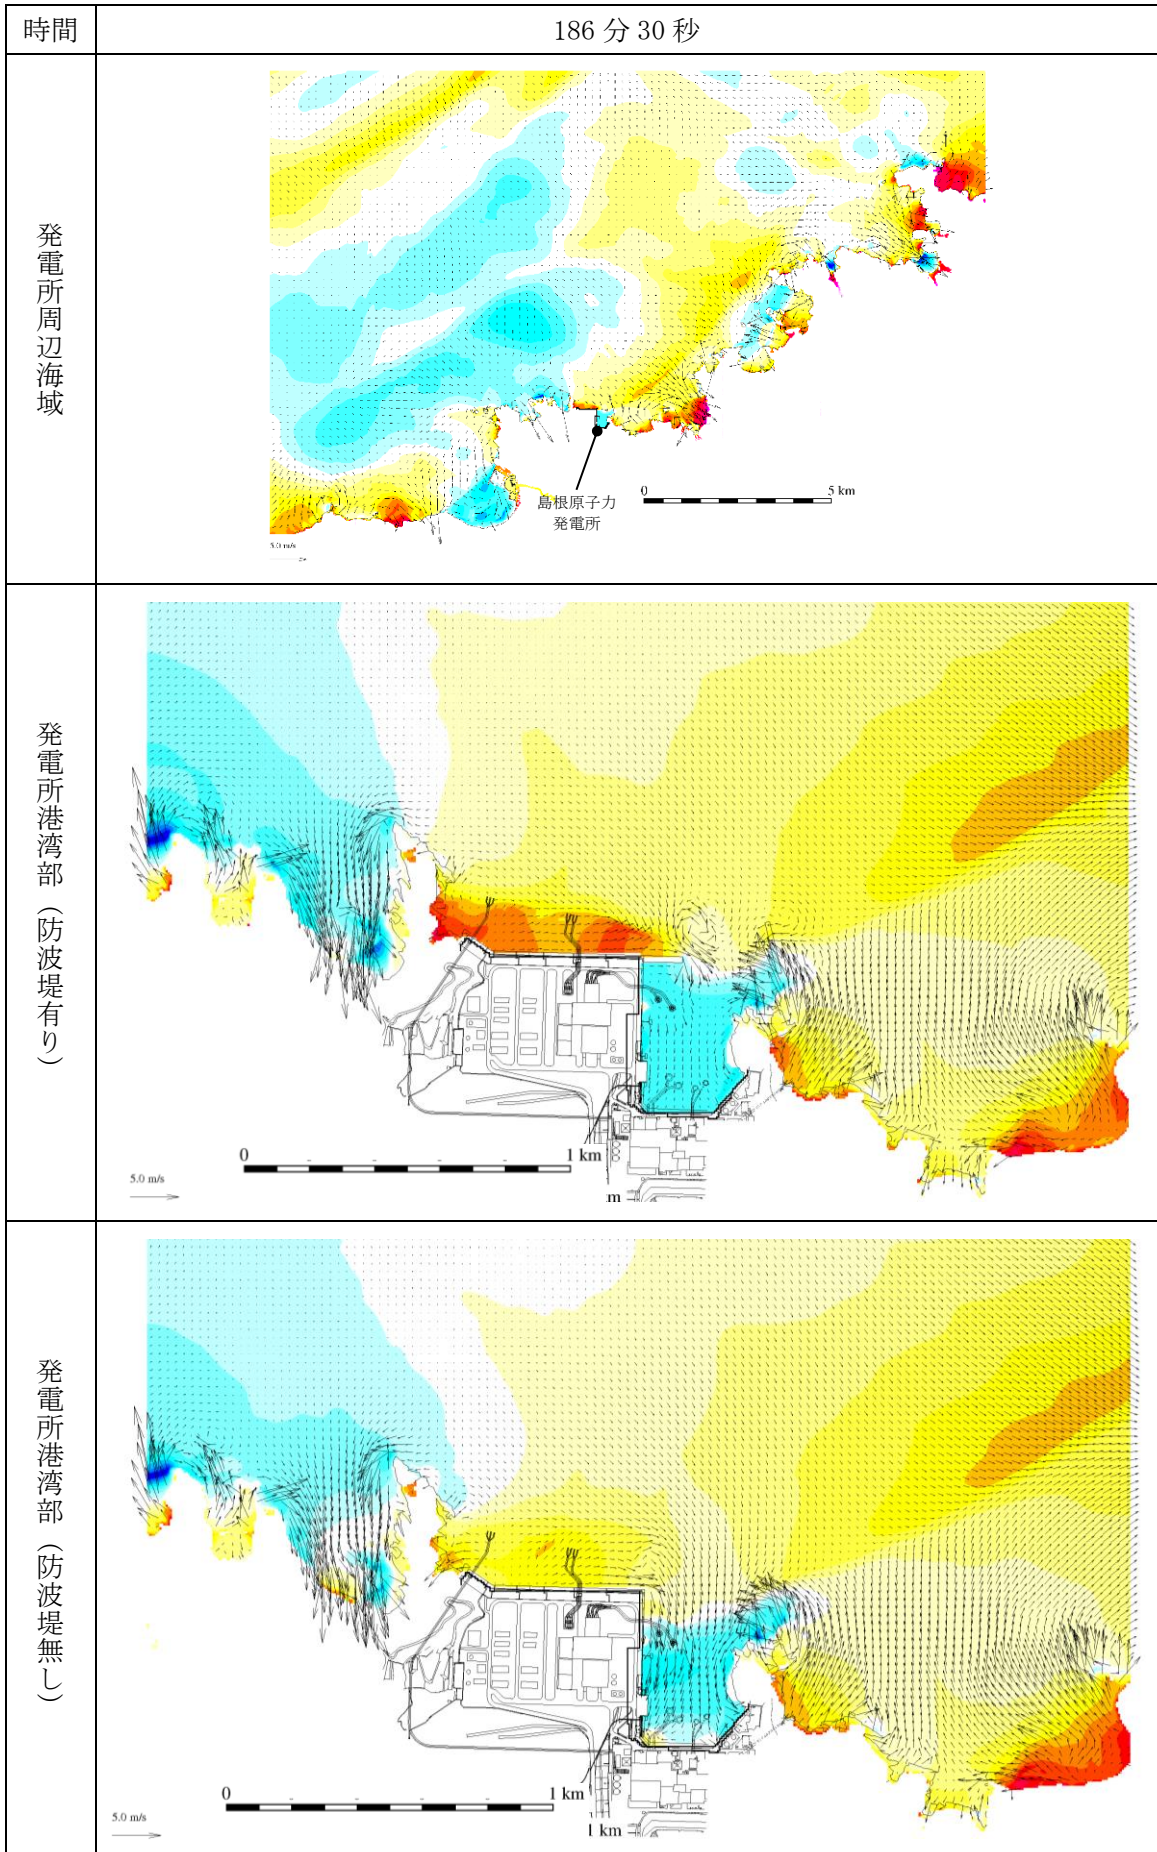 時間
186 分 30 秒
発電所周辺海域
島根原子力
発電所
0 5 km
5.0 m/s
発電所港湾部（防波堤有り）
0 1 km
5.0 m/s
.m
発電所港湾部（防波堤無し）
0 1 km
5.0 m/s
1 km